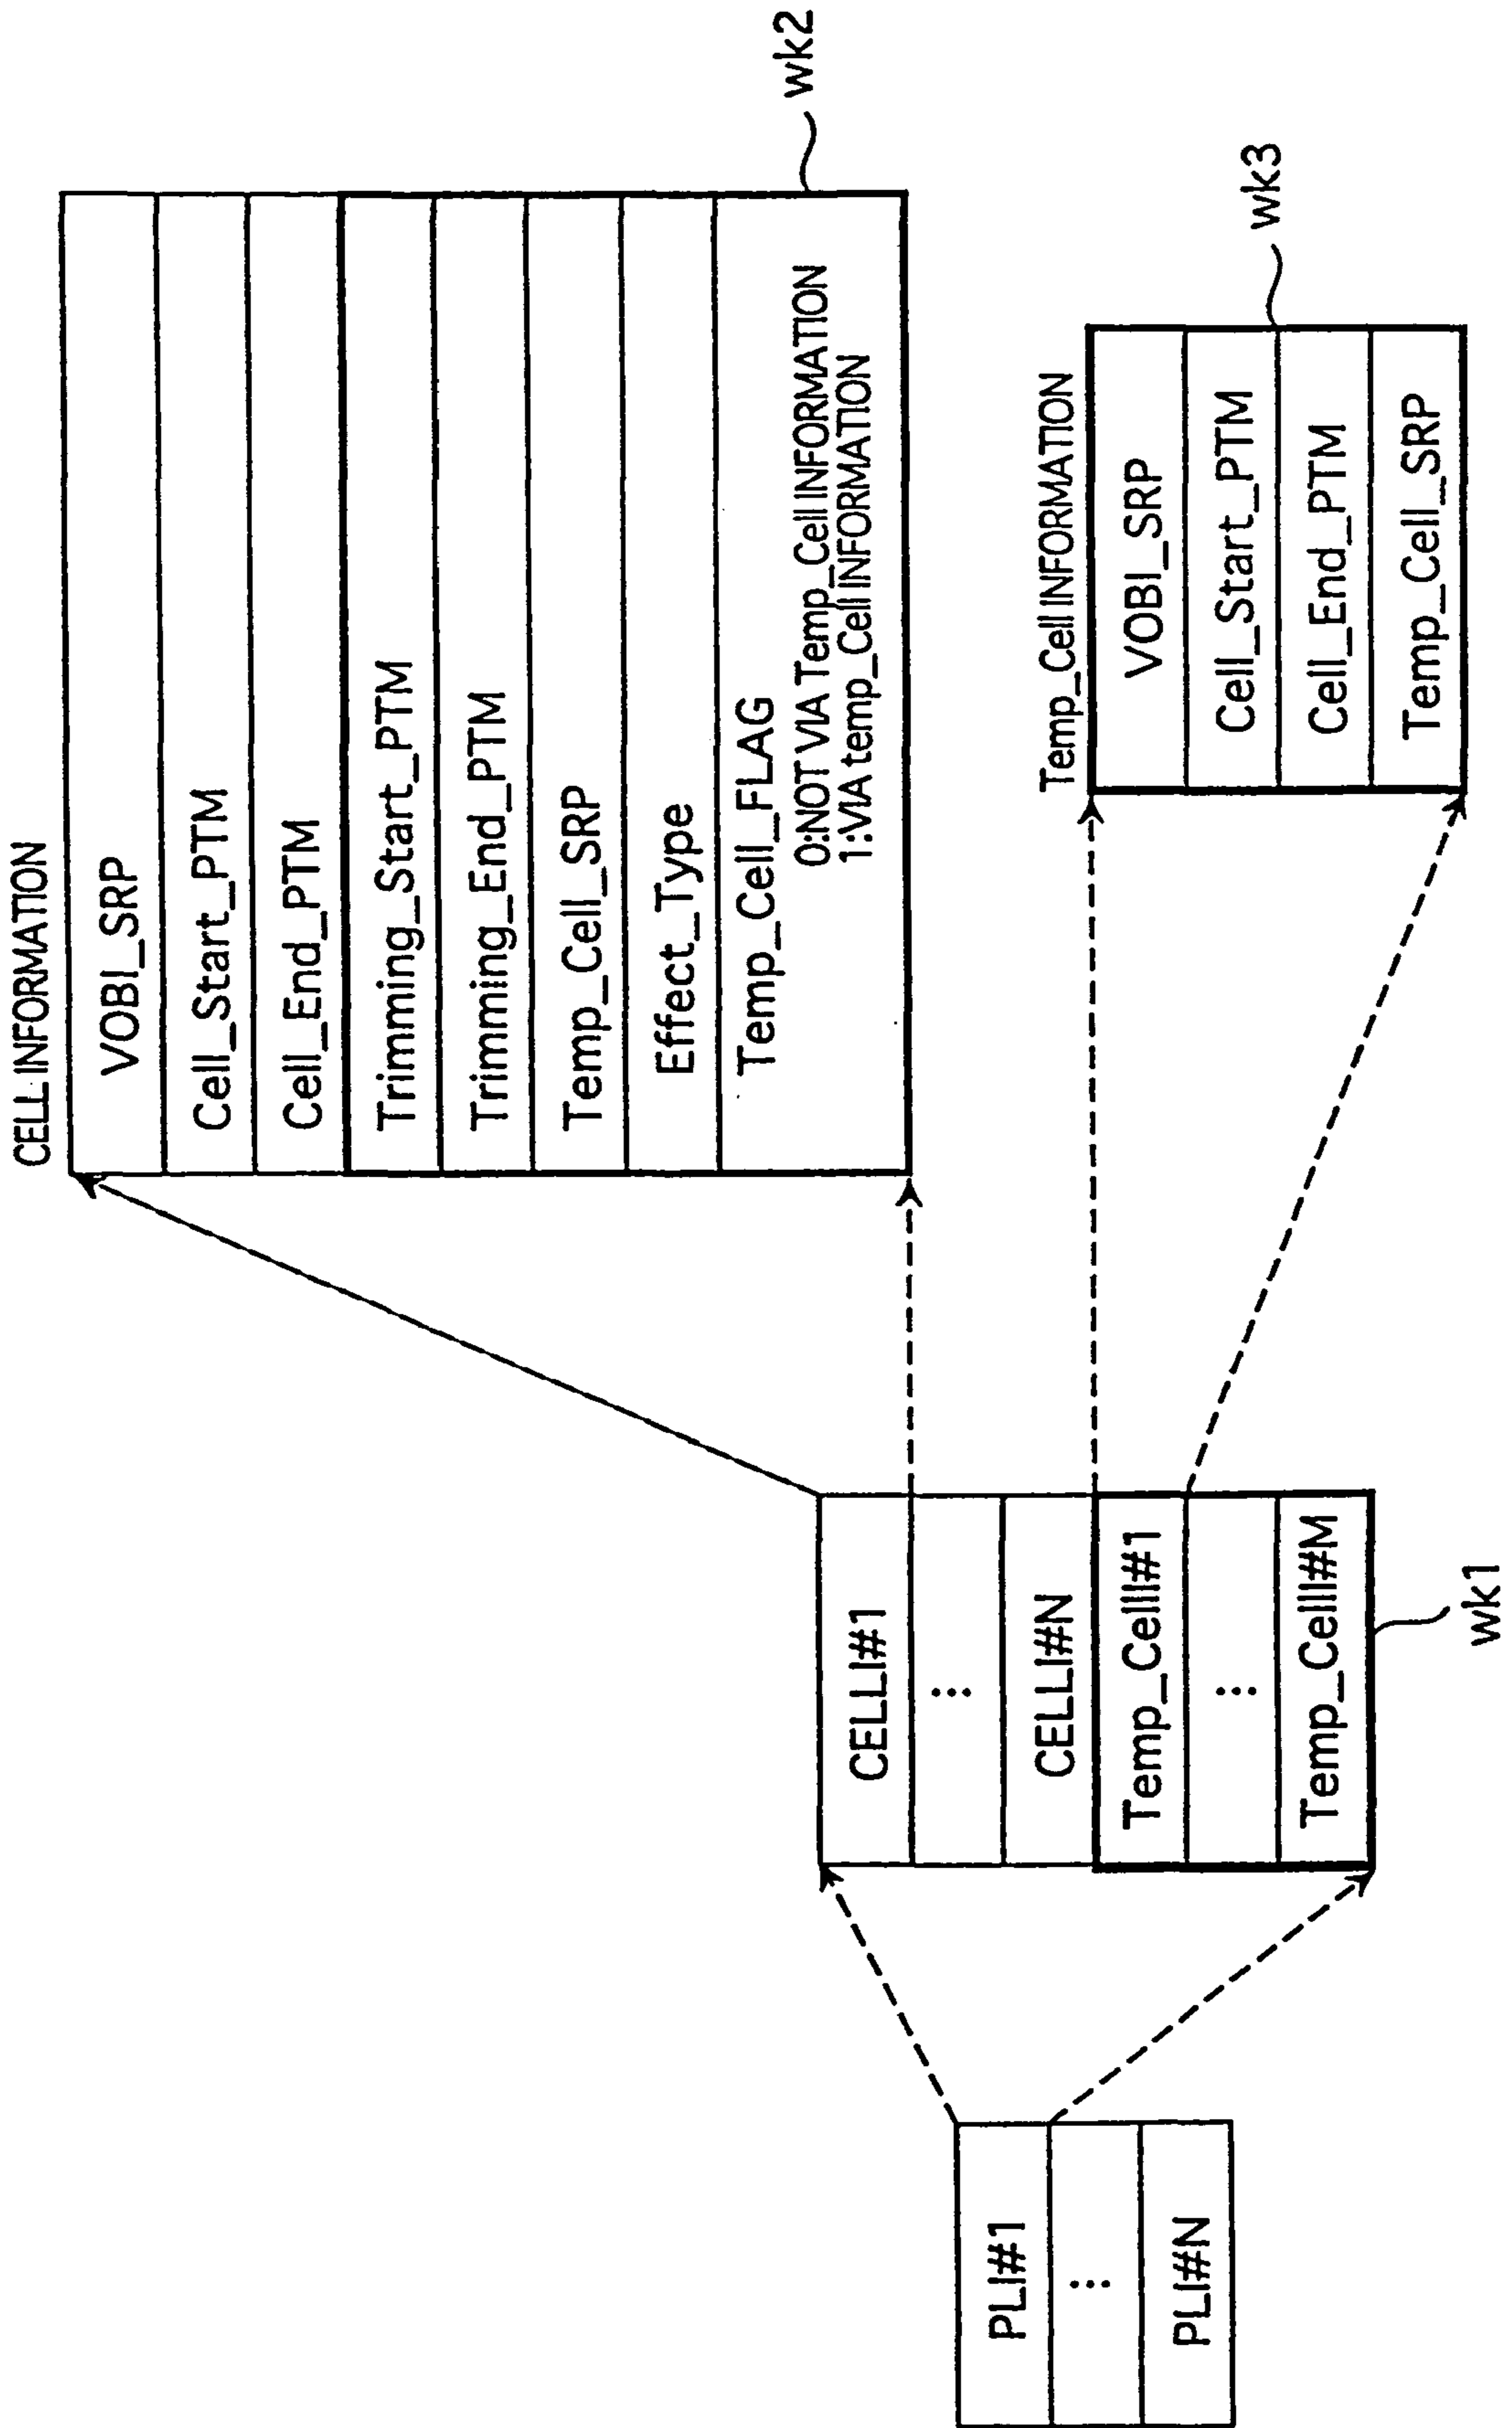 PLI#1
⋮
PLI#N
CELLI#1
⋮
CELLI#N
Temp_CellI#1
⋮
Temp_CellI#M
wk1
CELL INFORMATION
VOBI_SRP
Cell_Start_PTM
Cell_End_PTM
Trimming_Start_PTM
Trimming_End_PTM
Temp_Cell_SRP
Effect_Type
Temp_Cell_FLAG
0:NOT VIA Temp_Cell INFORMATION
1:VIA temp_Cell INFORMATION
wk2
Temp_Cell INFORMATION
VOBI_SRP
Cell_Start_PTM
Cell_End_PTM
Temp_Cell_SRP
wk3